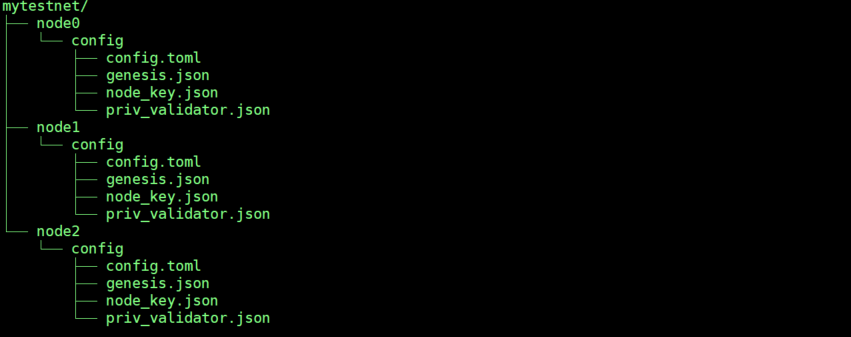 mytestnet/
├── node0
│   └── config
│       ├── config.toml
│       ├── genesis.json
│       ├── node_key.json
│       └── priv_validator.json
├── node1
│   └── config
│       ├── config.toml
│       ├── genesis.json
│       ├── node_key.json
│       └── priv_validator.json
└── node2
    └── config
        ├── config.toml
        ├── genesis.json
        ├── node_key.json
        └── priv_validator.json